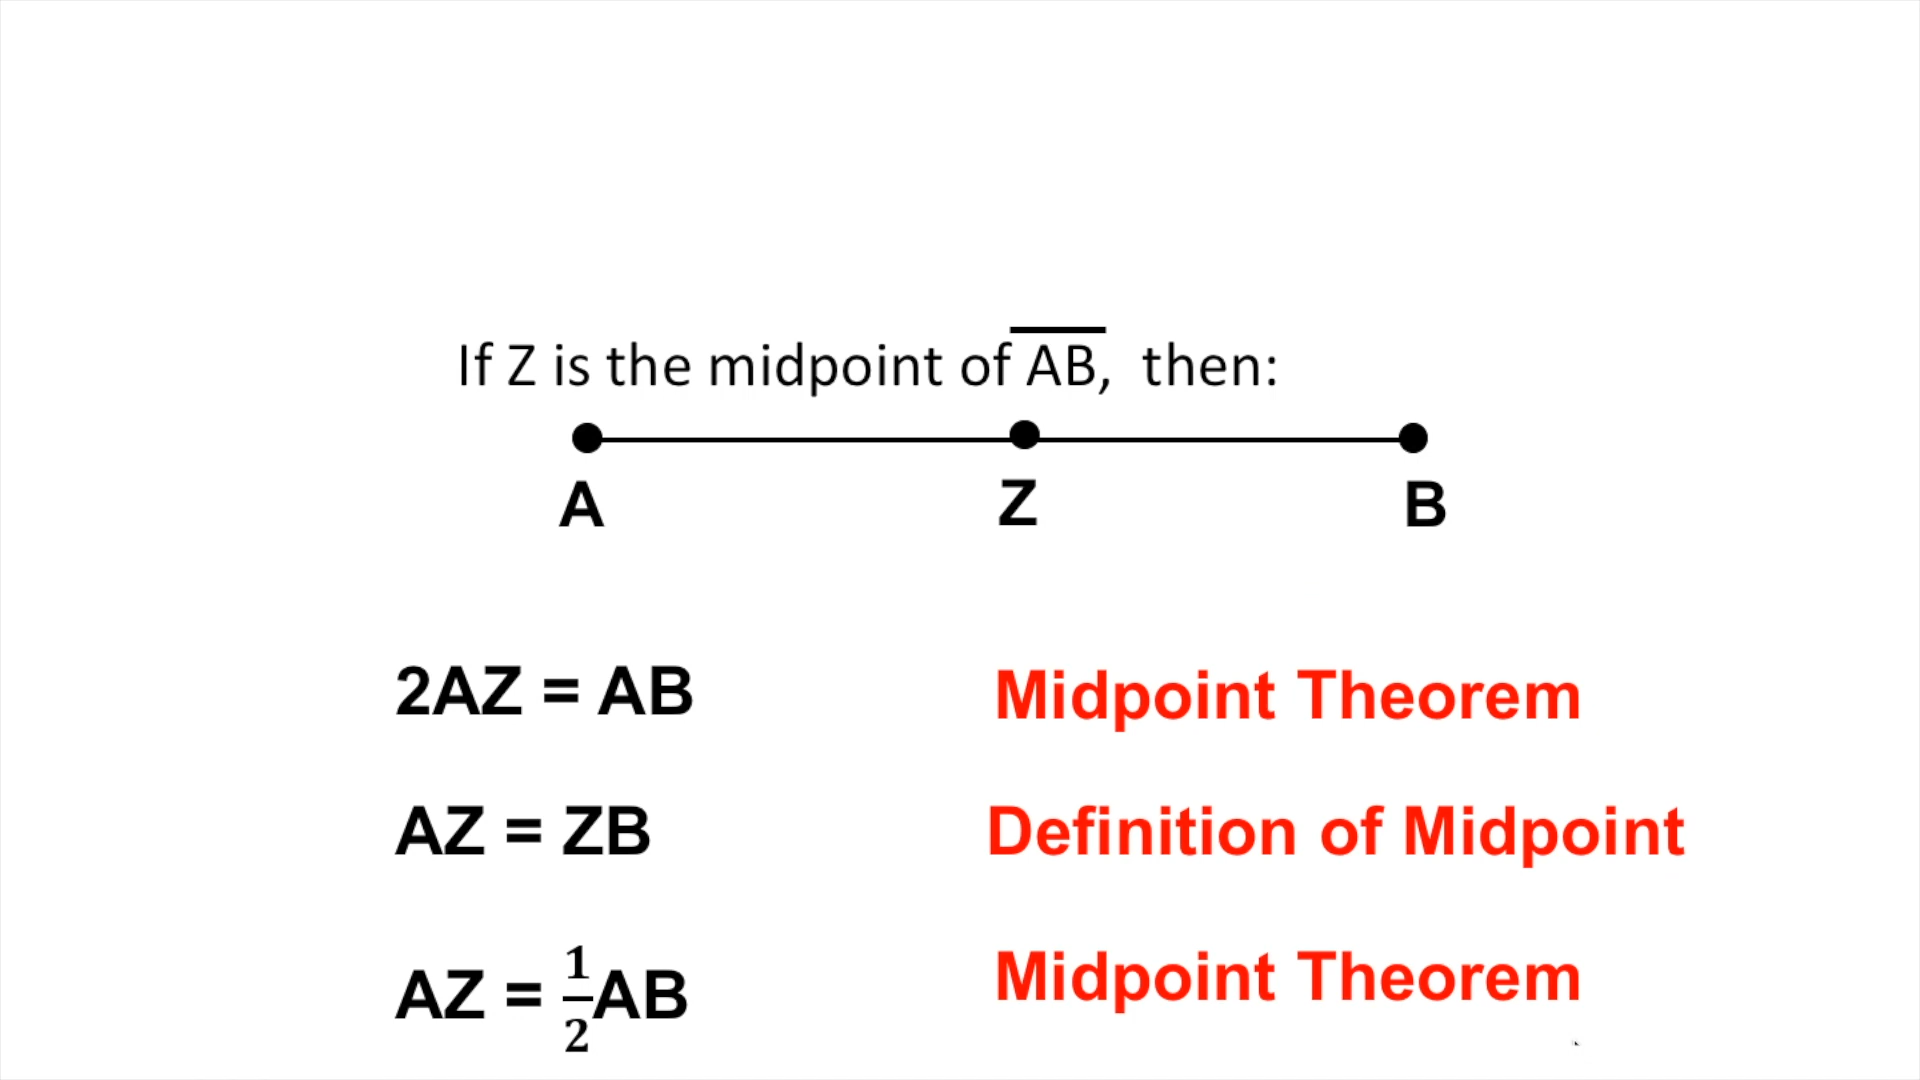 If Z is the midpoint of A̅B̅, then:
A Z B
2AZ = AB Midpoint Theorem
AZ = ZB Definition of Midpoint
AZ = ½AB Midpoint Theorem